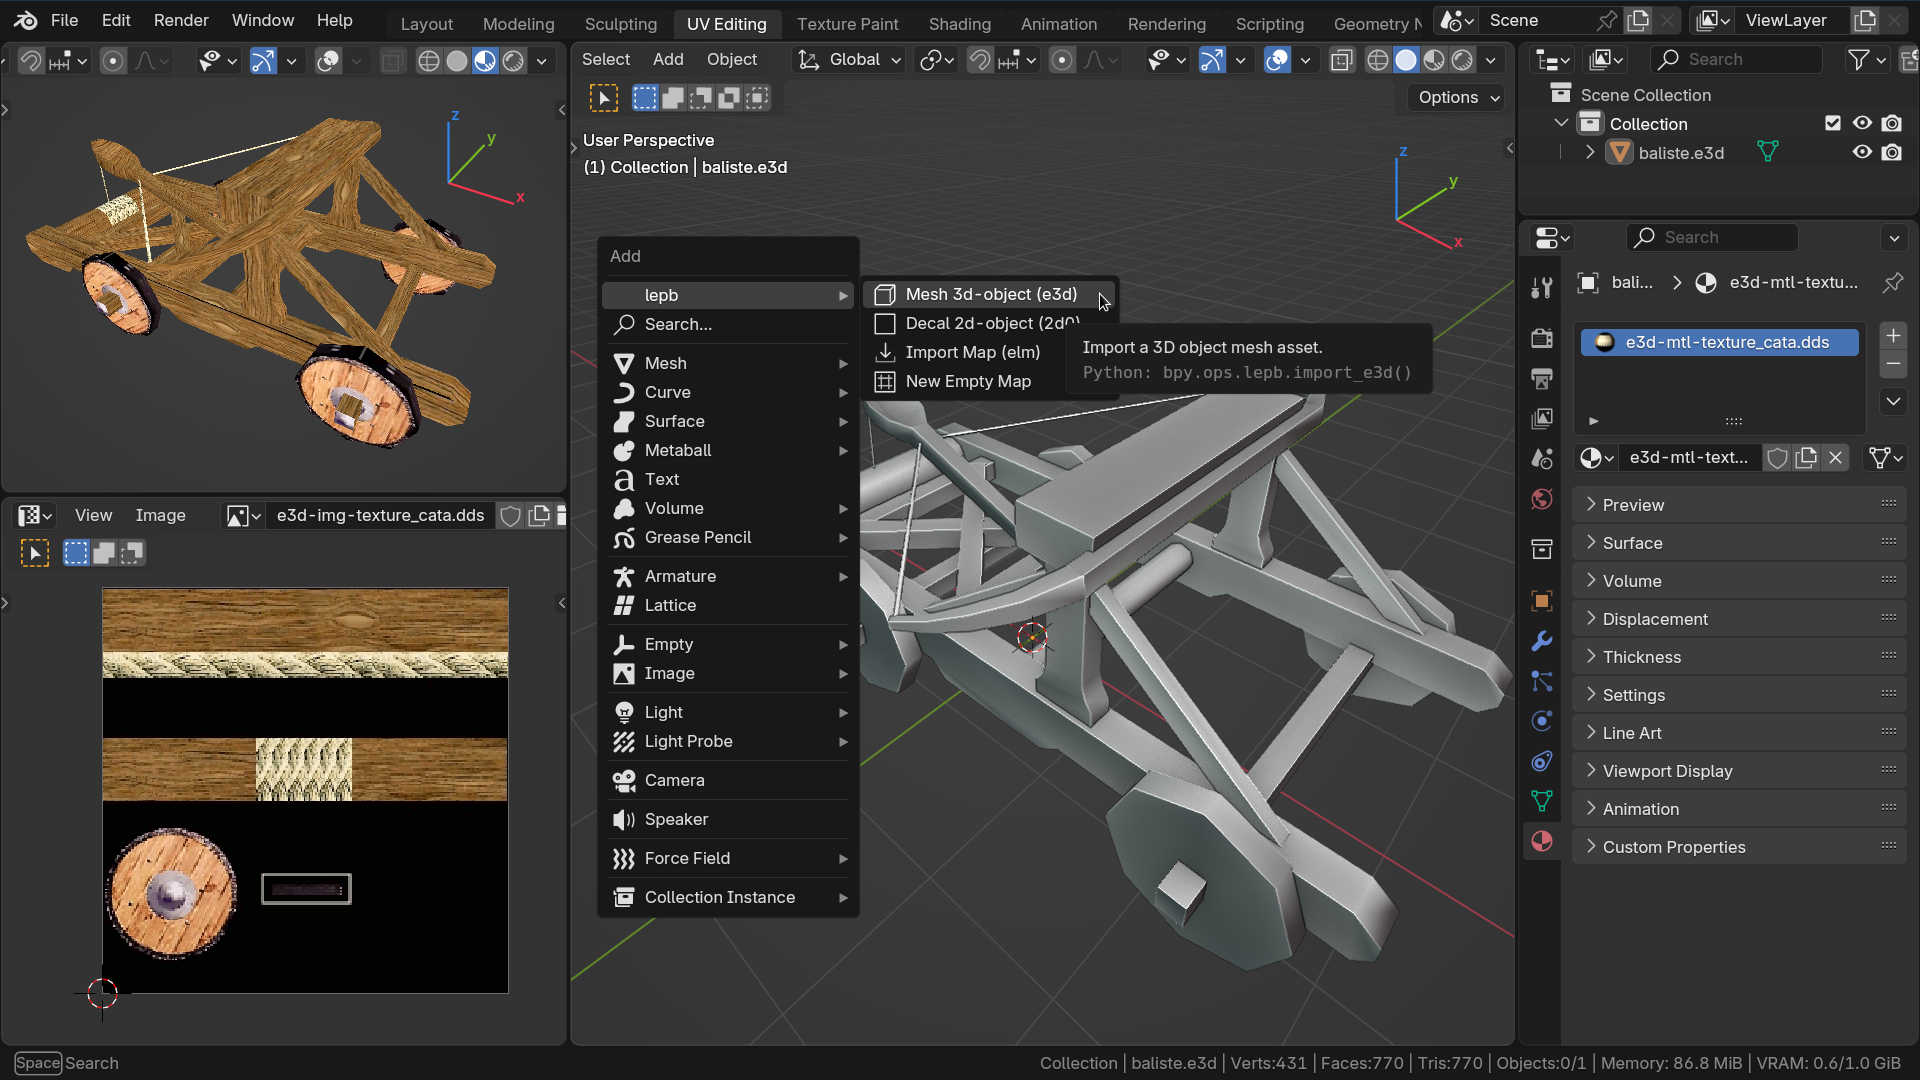 File Edit Render Window Help Layout Modeling Sculpting UV Editing Texture Paint Shading Animation Rendering Scripting Geometry N Scene ViewLayer
Select Add Object Global Search
Options
z
y
x
User Perspective
(1) Collection | baliste.e3d
z
y
x
Scene Collection
Collection
baliste.e3d
Search
bali... e3d-mtl-textu...
e3d-mtl-texture_cata.dds
e3d-mtl-text...
Preview
Surface
Volume
Displacement
Thickness
Settings
Line Art
Viewport Display
Animation
Custom Properties
Add
lepb
Search...
Mesh
Curve
Surface
Metaball
Text
Volume
Grease Pencil
Armature
Lattice
Empty
Image
Light
Light Probe
Camera
Speaker
Force Field
Collection Instance
Mesh 3d-object (e3d)
Decal 2d-object (2d0)
Import Map (elm)
New Empty Map
Import a 3D object mesh asset.
Python: bpy.ops.lepb.import_e3d()
View Image e3d-img-texture_cata.dds
Space Search
Collection | baliste.e3d | Verts:431 | Faces:770 | Tris:770 | Objects:0/1 | Memory: 86.8 MiB | VRAM: 0.6/1.0 GiB